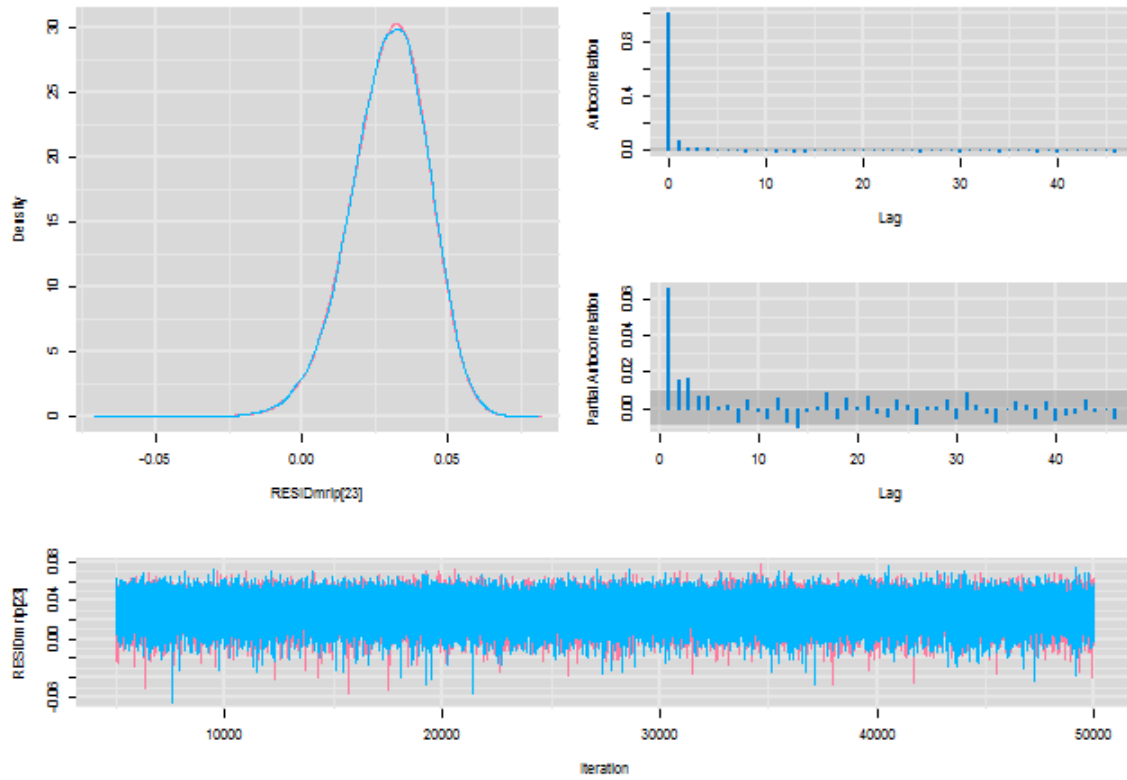 Density
30
25
20
15
10
5
0
-0.05 0.00 0.05
RESIDmrip[23]
Autocorrelation
0.8
0.4
0.0
0 10 20 30 40
Lag
Partial Autocorrelation
0.06
0.04
0.02
0.00
0 10 20 30 40
Lag
RESIDmrip[23]
0.08
0.04
0.00
-0.06
10000 20000 30000 40000 50000
Iteration